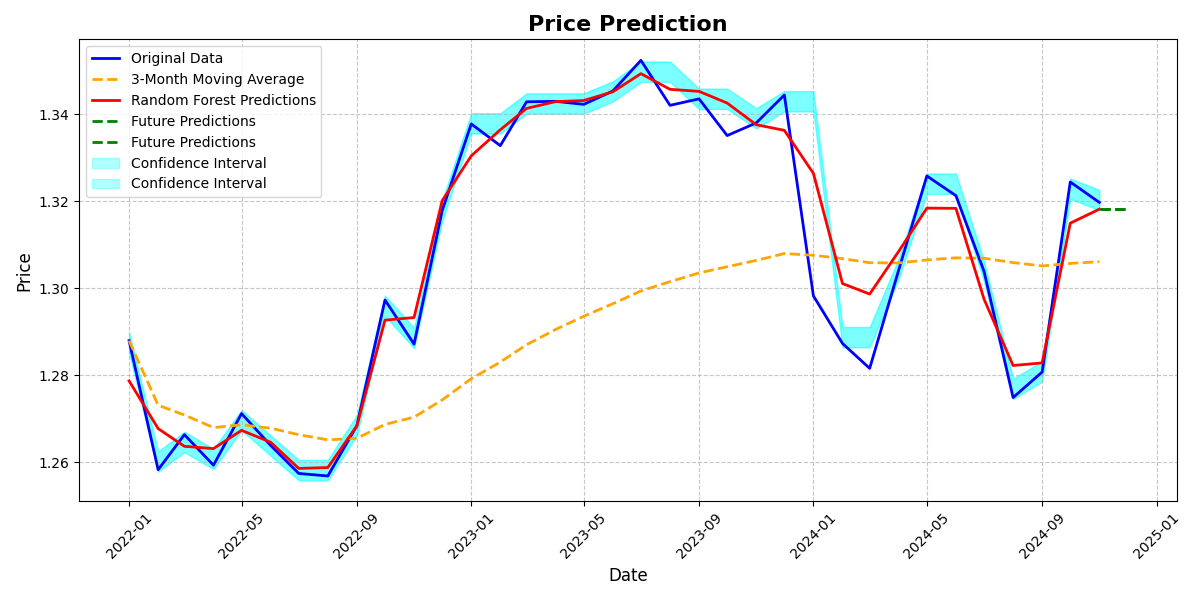 Price Prediction
Original Data
3-Month Moving Average
Random Forest Predictions
Future Predictions
Future Predictions
Confidence Interval
Confidence Interval
Price
1.34
1.32
1.30
1.28
1.26
2022-01
2022-05
2022-09
2023-01
2023-05
2023-09
2024-01
2024-05
2024-09
2025-01
Date